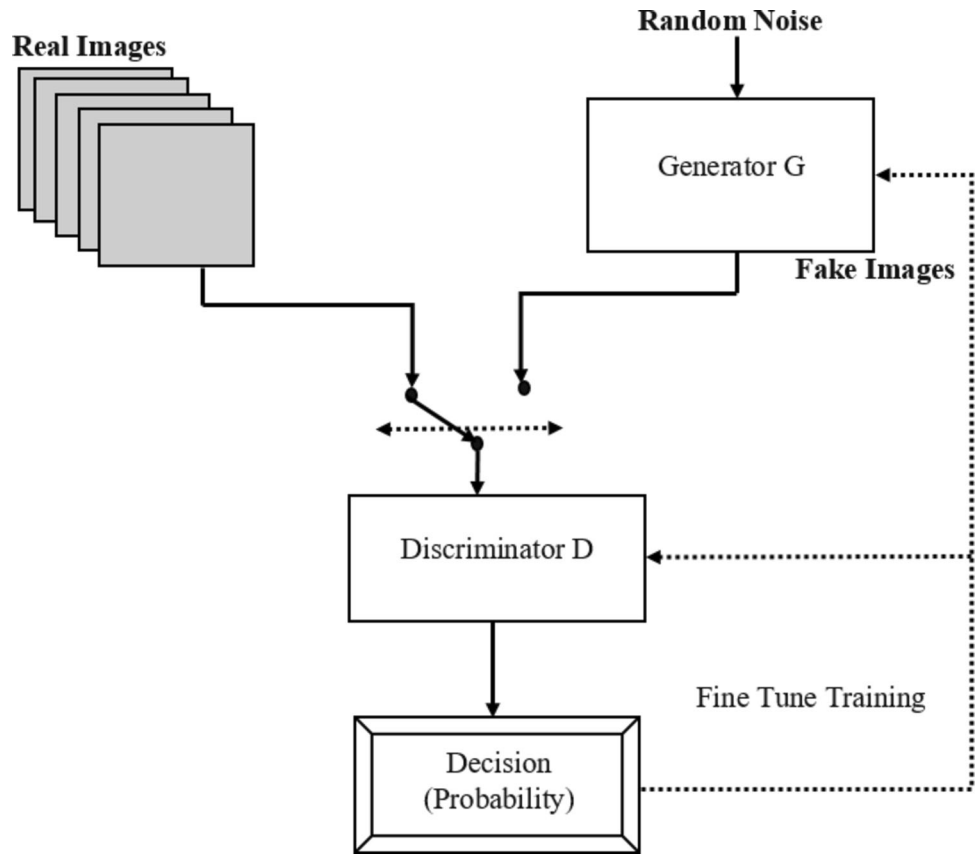 Random Noise
Real Images
Generator G
Fake Images
Discriminator D
Fine Tune Training
Decision
(Probability)